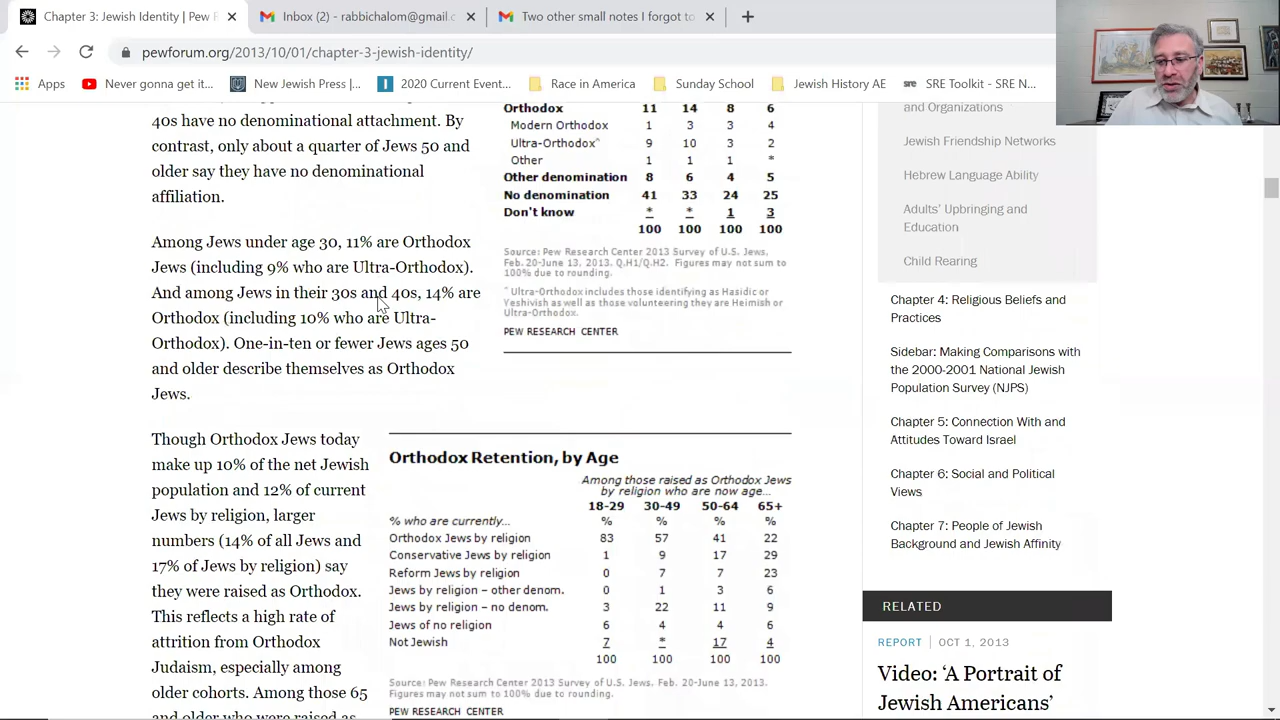 Chapter 3: Jewish Identity | Pew F
Inbox (2) - rabbichalom@gmail.
Two other small notes I forgot to
pewforum.org/2013/10/01/chapter-3-jewish-identity/
Apps
Never gonna get it...
New Jewish Press |...
2020 Current Event...
Race in America
Sunday School
Jewish History AE
sre SRE Toolkit - SRE N...
40s have no denominational attachment. By
contrast, only about a quarter of Jews 50 and
older say they have no denominational
affiliation.
Among Jews under age 30, 11% are Orthodox
Jews (including 9% who are Ultra-Orthodox).
And among Jews in their 30s and 40s, 14% are
Orthodox (including 10% who are Ultra-
Orthodox). One-in-ten or fewer Jews ages 50
and older describe themselves as Orthodox
Jews.
Though Orthodox Jews today
make up 10% of the net Jewish
population and 12% of current
Jews by religion, larger
numbers (14% of all Jews and
17% of Jews by religion) say
they were raised as Orthodox.
This reflects a high rate of
attrition from Orthodox
Judaism, especially among
older cohorts. Among those 65
and older who were raised as
Orthodox 11 14 8 6
Modern Orthodox 1 3 3 4
Ultra-Orthodox^ 9 10 3 2
Other 1 1 1 *
Other denomination 8 6 4 5
No denomination 41 33 24 25
Don't know * * 1 3
100 100 100 100
Source: Pew Research Center 2013 Survey of U.S. Jews,
Feb. 20-June 13, 2013. Q.H1/Q.H2. Figures may not sum to
100% due to rounding.
^ Ultra-Orthodox includes those identifying as Hasidic or
Yeshivish as well as those volunteering they are Heimish or
Ultra-Orthodox.
PEW RESEARCH CENTER
Orthodox Retention, by Age
Among those raised as Orthodox Jews
by religion who are now age...
18-29 30-49 50-64 65+
% who are currently... % % % %
Orthodox Jews by religion 83 57 41 22
Conservative Jews by religion 1 9 17 29
Reform Jews by religion 0 7 7 23
Jews by religion – other denom. 0 1 3 6
Jews by religion – no denom. 3 22 11 9
Jews of no religion 6 4 4 6
Not Jewish 7 * 17 4
100 100 100 100
Source: Pew Research Center 2013 Survey of U.S. Jews. Feb. 20-June 13, 2013.
Figures may not sum to 100% due to rounding.
PEW RESEARCH CENTER
and Organizations
Jewish Friendship Networks
Hebrew Language Ability
Adults' Upbringing and
Education
Child Rearing
Chapter 4: Religious Beliefs and
Practices
Sidebar: Making Comparisons with
the 2000-2001 National Jewish
Population Survey (NJPS)
Chapter 5: Connection With and
Attitudes Toward Israel
Chapter 6: Social and Political
Views
Chapter 7: People of Jewish
Background and Jewish Affinity
RELATED
REPORT | OCT 1, 2013
Video: 'A Portrait of
Jewish Americans'